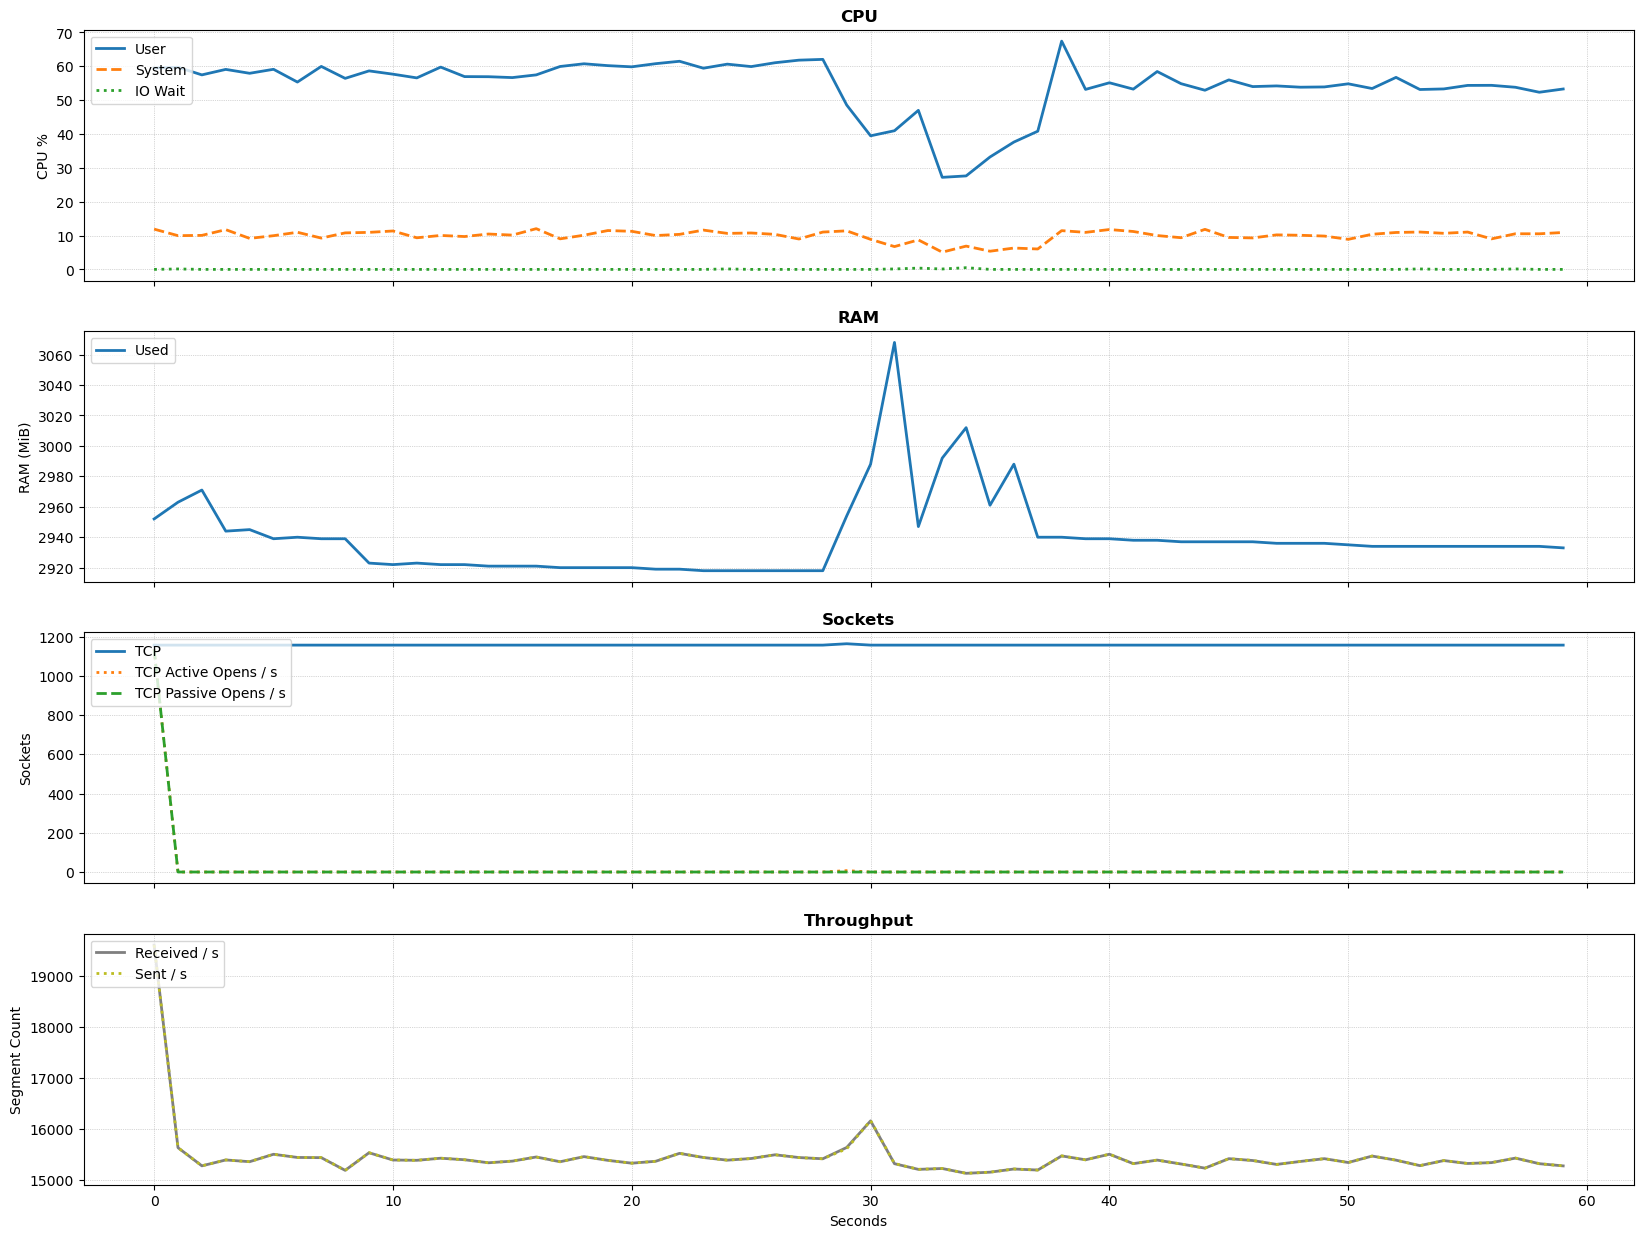 CPU
70
60
50
40
30
20
10
0
CPU %
User
System
IO Wait
RAM
3060
3040
3020
3000
2980
2960
2940
2920
RAM (MiB)
Used
Sockets
1200
1000
800
600
400
200
0
Sockets
TCP
TCP Active Opens / s
TCP Passive Opens / s
Throughput
19000
18000
17000
16000
15000
Segment Count
Received / s
Sent / s
0 10 20 30 40 50 60
Seconds